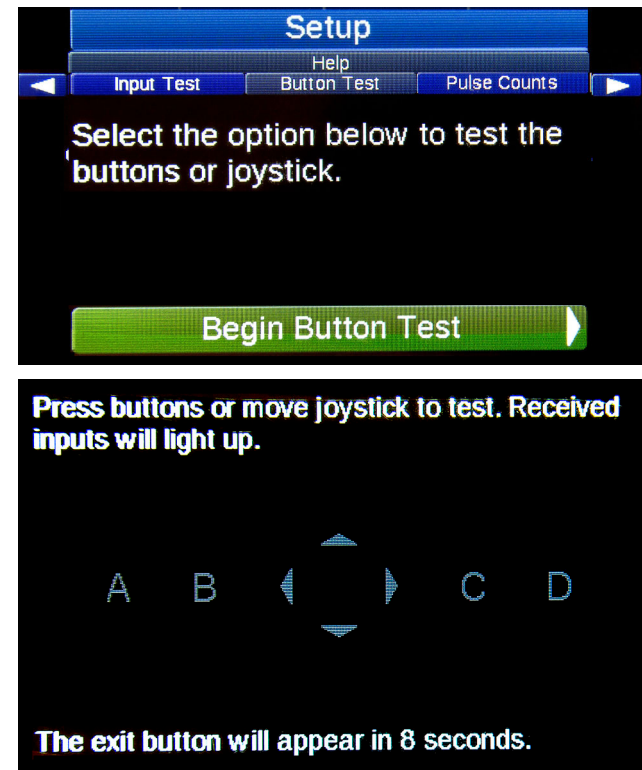 Setup
Help
Input Test Button Test Pulse Counts
Select the option below to test the
buttons or joystick.
Begin Button Test
Press buttons or move joystick to test. Received
inputs will light up.
A B C D
The exit button will appear in 8 seconds.